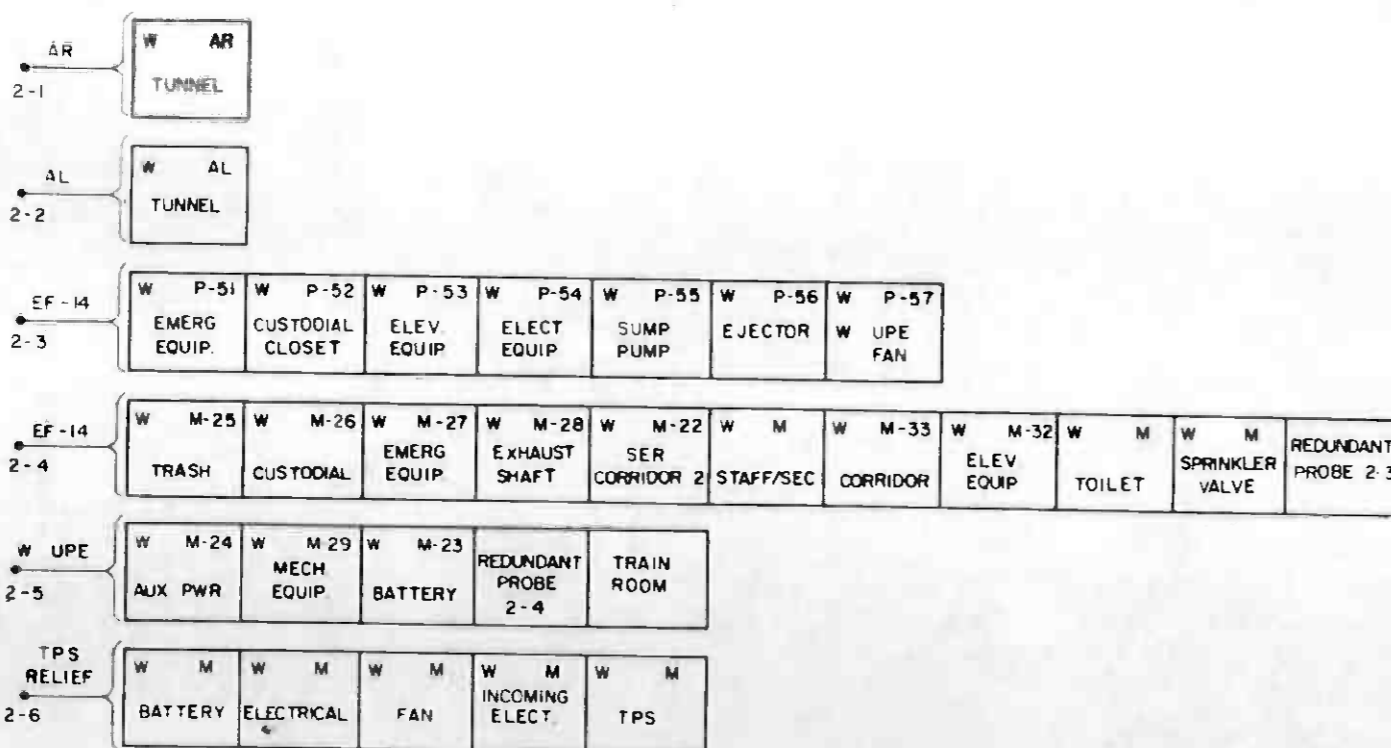 AR
2-1
W AR
TUNNEL
AL
2-2
W AL
TUNNEL
EF-14
2-3
W P-51
EMERG
EQUIP.
W P-52
CUSTODIAL
CLOSET
W P-53
ELEV.
EQUIP
W P-54
ELECT
EQUIP
W P-55
SUMP
PUMP
W P-56
EJECTOR
W P-57
W UPE
FAN
EF-14
2-4
W M-25
TRASH
W M-26
CUSTODIAL
W M-27
EMERG
EQUIP.
W M-28
EXHAUST
SHAFT
W M-22
SER
CORRIDOR 2
W M
STAFF/SEC
W M-33
CORRIDOR
W M-32
ELEV
EQUIP
W M
TOILET
W M
SPRINKLER
VALVE
REDUNDANT
PROBE 2-3
W UPE
2-5
W M-24
AUX PWR
W M-29
MECH
EQUIP.
W M-23
BATTERY
REDUNDANT
PROBE
2-4
TRAIN
ROOM
TPS
RELIEF
2-6
W M
BATTERY
W M
ELECTRICAL
W M
FAN
W M
INCOMING
ELECT.
W M
TPS